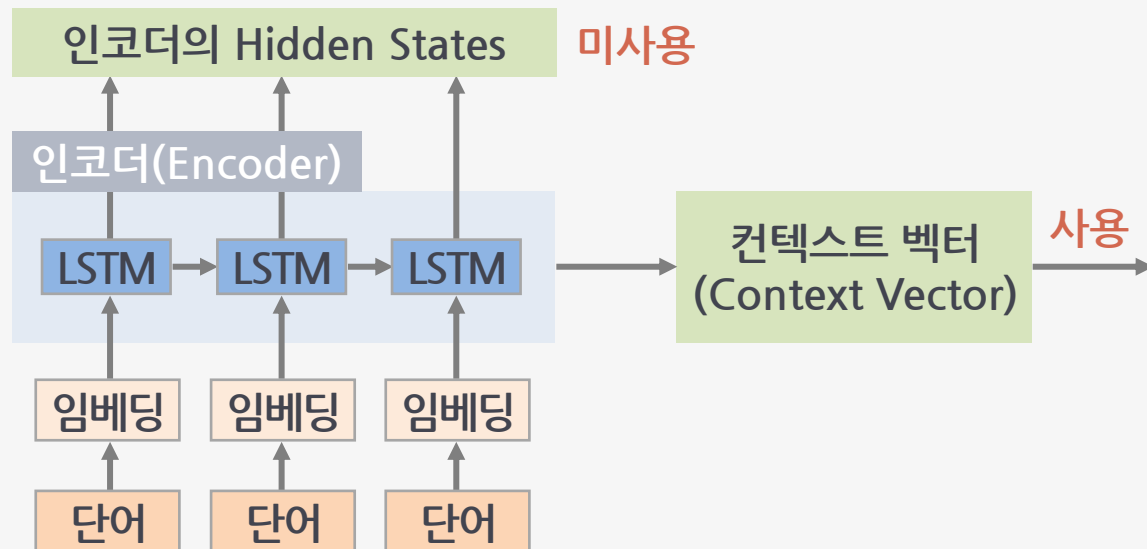 인코더의 Hidden States
미사용
인코더(Encoder)
LSTM
LSTM
LSTM
컨텍스트 벡터
(Context Vector)
사용
임베딩
임베딩
임베딩
단어
단어
단어